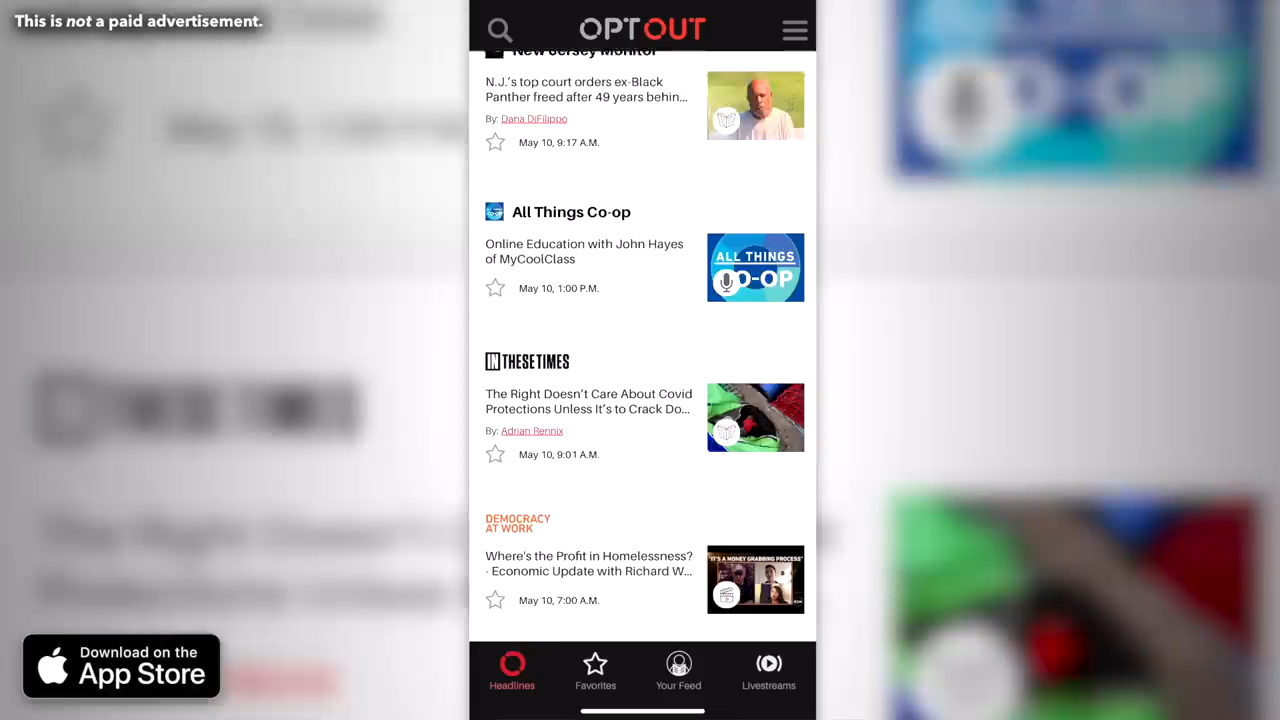 This is not a paid advertisement.
OPTOUT
New Jersey Monitor
N.J.’s top court orders ex-Black
Panther freed after 49 years behin...
By: Dana DiFilippo
May 10, 9:17 A.M.
All Things Co-op
Online Education with John Hayes
of MyCoolClass
May 10, 1:00 P.M.
ALL THINGS
CO-OP
IN THESE TIMES
The Right Doesn’t Care About Covid
Protections Unless It’s to Crack Do...
By: Adrian Rennix
May 10, 9:01 A.M.
DEMOCRACY
AT WORK
Where's the Profit in Homelessness?
- Economic Update with Richard W...
May 10, 7:00 A.M.
"IT'S A MONEY GRABBING PROCESS"
Download on the
App Store
Headlines
Favorites
Your Feed
Livestreams